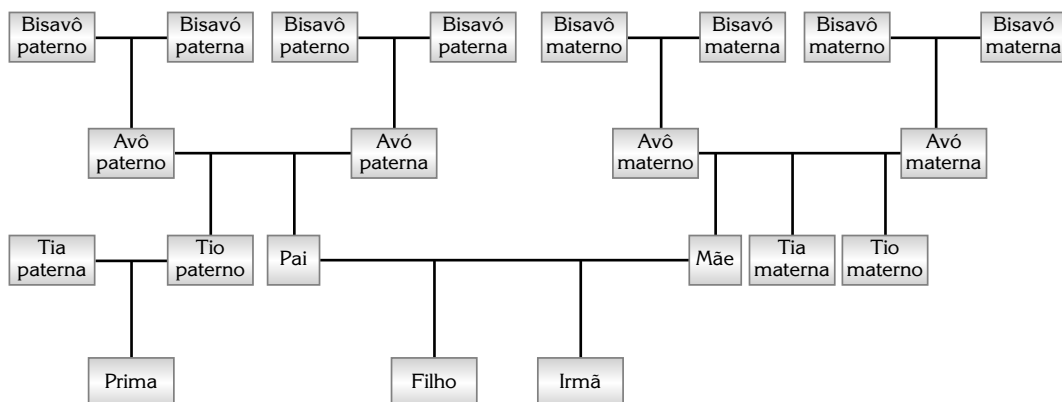 Bisavô
paterno
Bisavó
paterna
Bisavô
paterno
Bisavó
paterna
Bisavô
materno
Bisavó
materna
Bisavô
materno
Bisavó
materna
Avô
paterno
Avó
paterna
Avô
materno
Avó
materna
Tia
paterna
Tio
paterno
Pai
Mãe
Tia
materna
Tio
materno
Prima
Filho
Irmã